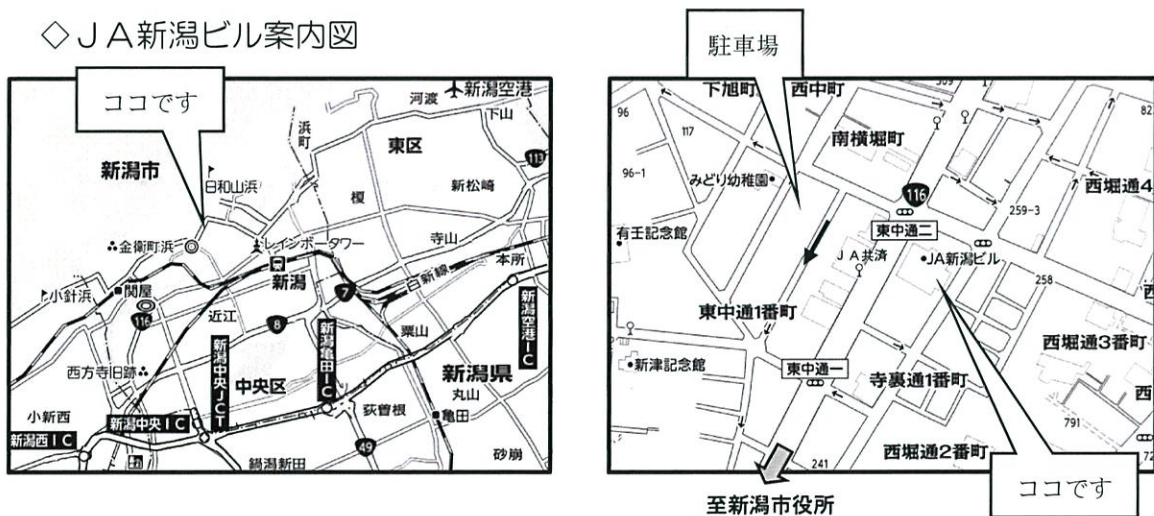 ◇ＪＡ新潟ビル案内図
ココです
新潟市
日和山浜
浜町
河渡
新潟空港
下山
東区
113
新松崎
榎
金衛町浜
レインボータワー
寺山
本所
小針浜
関屋
新潟
白新線
7
116
近江
8
新潟中央JCT
新潟亀田IC
粟山
新潟空港IC
西方寺旧跡
中央区
新潟県
丸山
小新西
新潟西IC
新潟中央IC
荻曽根
亀田
49
鍋潟新田
砂崩
駐車場
下旭町
西中町
96
117
南横堀町
82
96-1
みどり幼稚園
116
西堀通4
東中通二
259-3
有壬記念館
ＪＡ共済
JA新潟ビル
258
東中通1番町
西堀通3番町
新津記念館
東中通一
寺裏通1番町
西
791
西堀通2番町
241
72
至新潟市役所
ココです